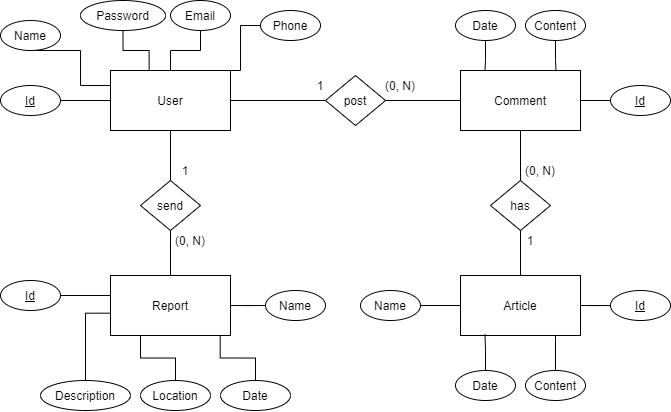 Password
Email
Date
Content
Name
Phone
Id
User
1
post
(0, N)
Comment
Id
1
(0, N)
send
has
(0, N)
1
Id
Report
Name
Name
Article
Id
Description
Location
Date
Date
Content